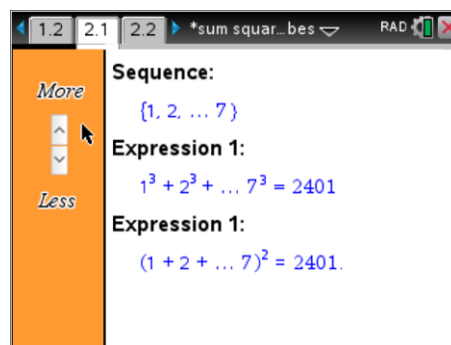 1.2 2.1 2.2 *sum squar...bes RAD
More
Less
Sequence:
{1, 2, ... 7}
Expression 1:
1³ + 2³ + ... 7³ = 2401
Expression 1:
(1 + 2 + ... 7)² = 2401.